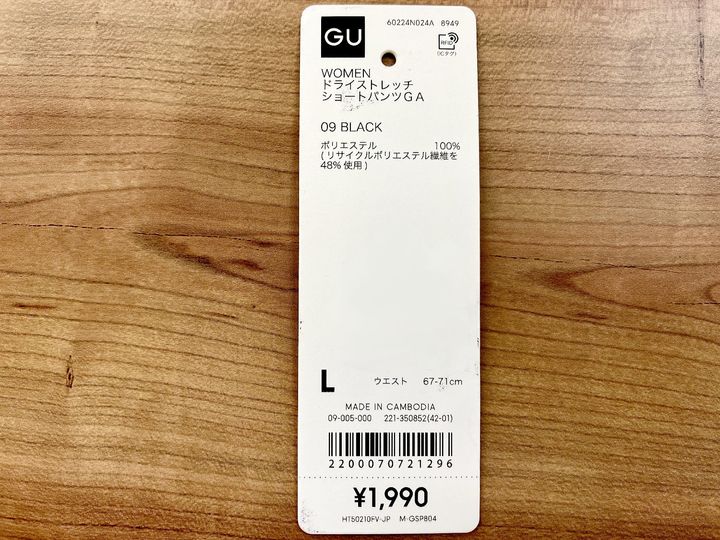 GU
60224N024A 8949
RFID
(ICタグ)
WOMEN
ドライストレッチ
ショートパンツGA
09 BLACK
ポリエステル 100%
(リサイクルポリエステル繊維を
48%使用)
L ウエスト 67-71cm
MADE IN CAMBODIA
09-005-000 221-350852(42-01)
2200070721296
¥1,990
HT50210FV-JP M-GSP804